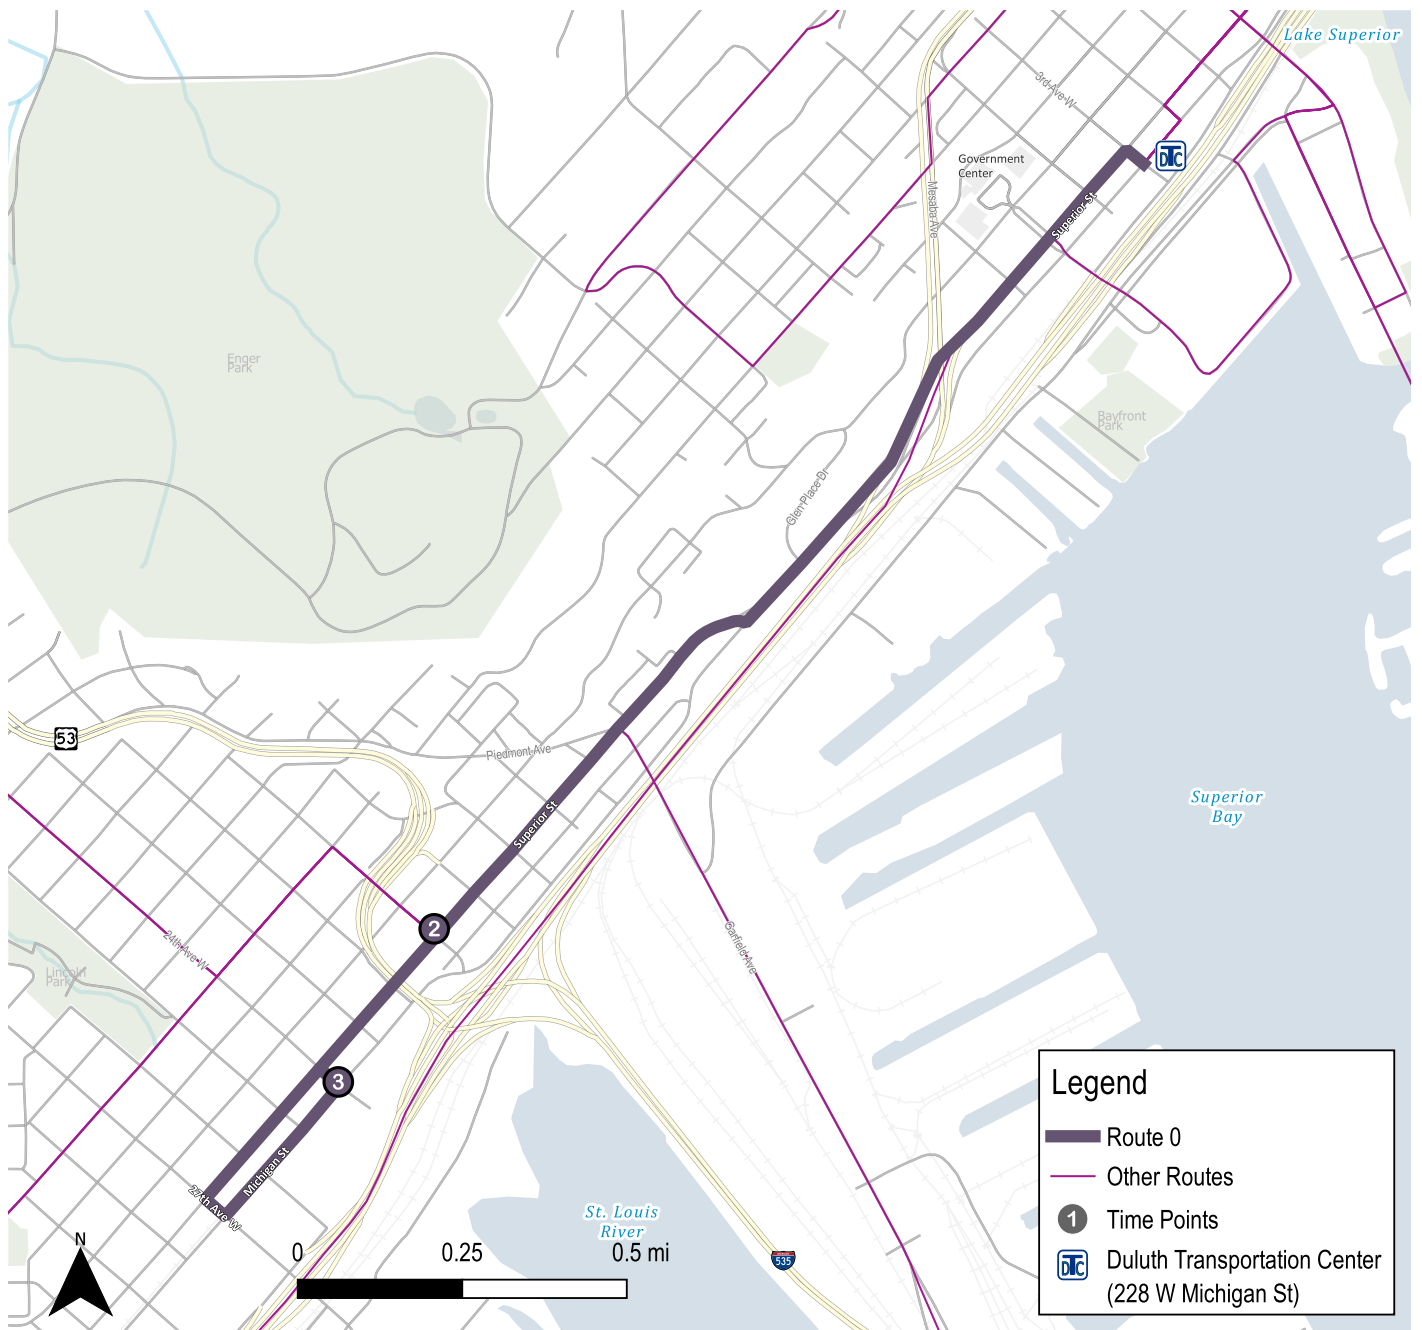 Lake Superior
3rd Ave W
DTC
Government
Center
Mesaba Ave
Superior St
Enger
Park
Bayfront
Park
Glen Place Dr
53
Piedmont Ave
Superior St
Superior
Bay
2
24th Ave W
Garfield Ave
Lincoln
Park
3
Michigan St
27th Ave W
St. Louis
River
N
0 0.25 0.5 mi
535
Legend
Route 0
Other Routes
1 Time Points
DTC Duluth Transportation Center
(228 W Michigan St)